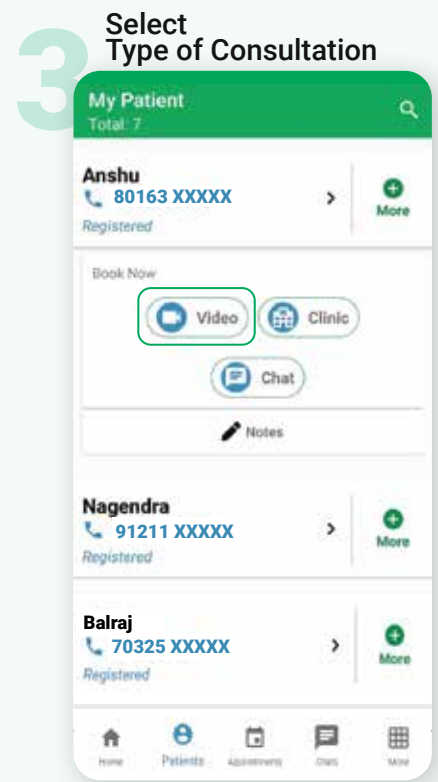 3
Select
Type of Consultation
My Patient
Total: 7
Anshu
80163 XXXXX
Registered
More
Book Now
Video
Clinic
Chat
Notes
Nagendra
91211 XXXXX
Registered
More
Balraj
70325 XXXXX
Registered
More
Home
Patients
Appointments
Chats
More